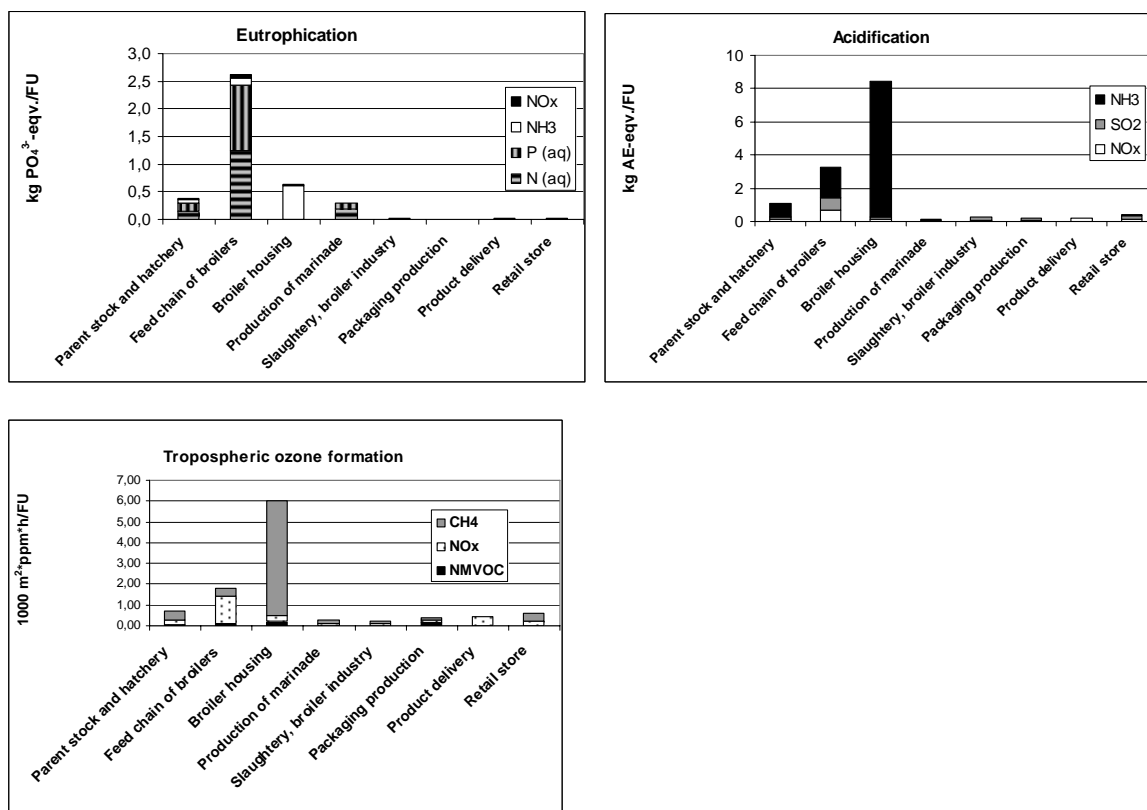 Eutrophication
kg PO₄³⁻-eqv./FU
3,0
2,5
2,0
1,5
1,0
0,5
0,0
NOx
NH3
P (aq)
N (aq)
Parent stock and hatchery
Feed chain of broilers
Broiler housing
Production of marinade
Slaughtery, broiler industry
Packaging production
Product delivery
Retail store
Acidification
kg AE-eqv./FU
10
8
6
4
2
0
NH3
SO2
NOx
Parent stock and hatchery
Feed chain of broilers
Broiler housing
Production of marinade
Slaughtery, broiler industry
Packaging production
Product delivery
Retail store
Tropospheric ozone formation
1000 m²*ppm*h/FU
7,00
6,00
5,00
4,00
3,00
2,00
1,00
0,00
CH4
NOx
NMVOC
Parent stock and hatchery
Feed chain of broilers
Broiler housing
Production of marinade
Slaughtery, broiler industry
Packaging production
Product delivery
Retail store